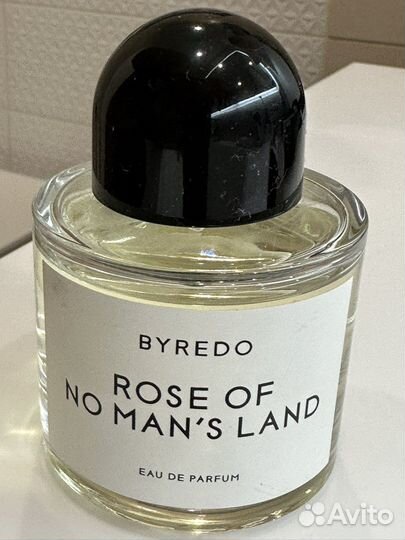 BYREDO
ROSE OF
NO MAN'S LAND
EAU DE PARFUM
Avito